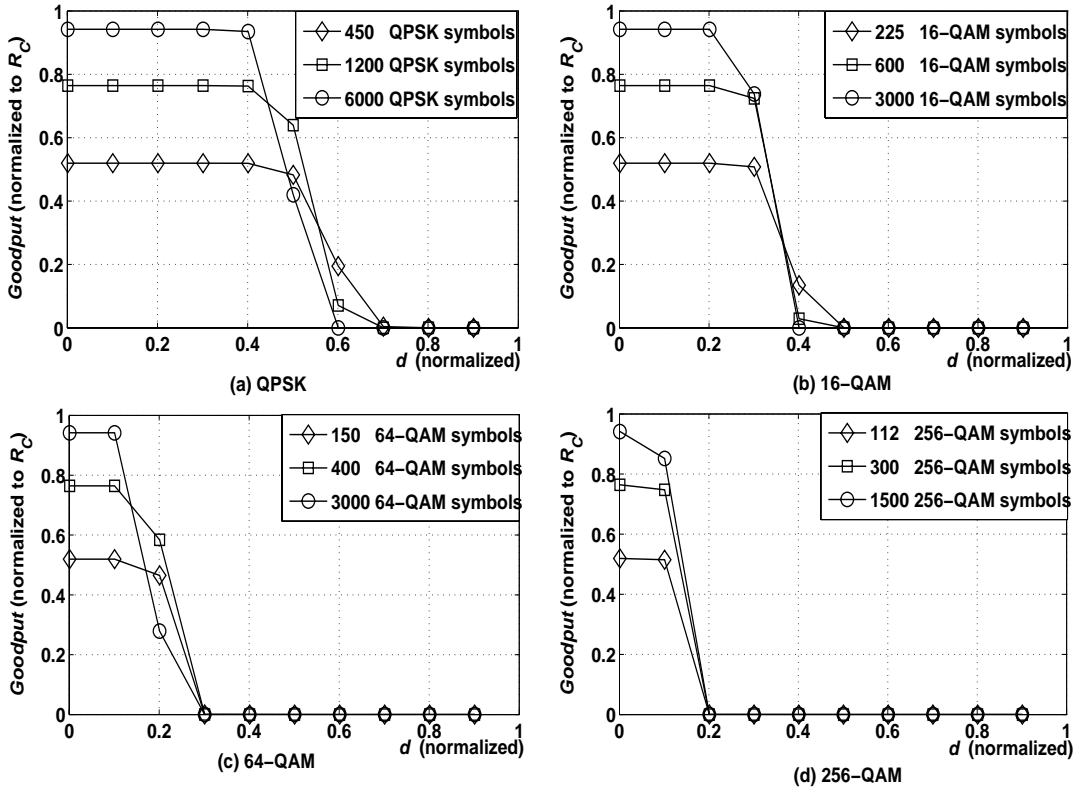 Goodput (normalized to R_C)
1
0.8
0.6
0.4
0.2
0
450 QPSK symbols
1200 QPSK symbols
6000 QPSK symbols
0 0.2 0.4 0.6 0.8 1
d (normalized)
(a) QPSK
Goodput (normalized to R_C)
1
0.8
0.6
0.4
0.2
0
225 16−QAM symbols
600 16−QAM symbols
3000 16−QAM symbols
0 0.2 0.4 0.6 0.8 1
d (normalized)
(b) 16−QAM
Goodput (normalized to R_C)
1
0.8
0.6
0.4
0.2
0
150 64−QAM symbols
400 64−QAM symbols
3000 64−QAM symbols
0 0.2 0.4 0.6 0.8 1
d (normalized)
(c) 64−QAM
Goodput (normalized to R_C)
1
0.8
0.6
0.4
0.2
0
112 256−QAM symbols
300 256−QAM symbols
1500 256−QAM symbols
0 0.2 0.4 0.6 0.8 1
d (normalized)
(d) 256−QAM